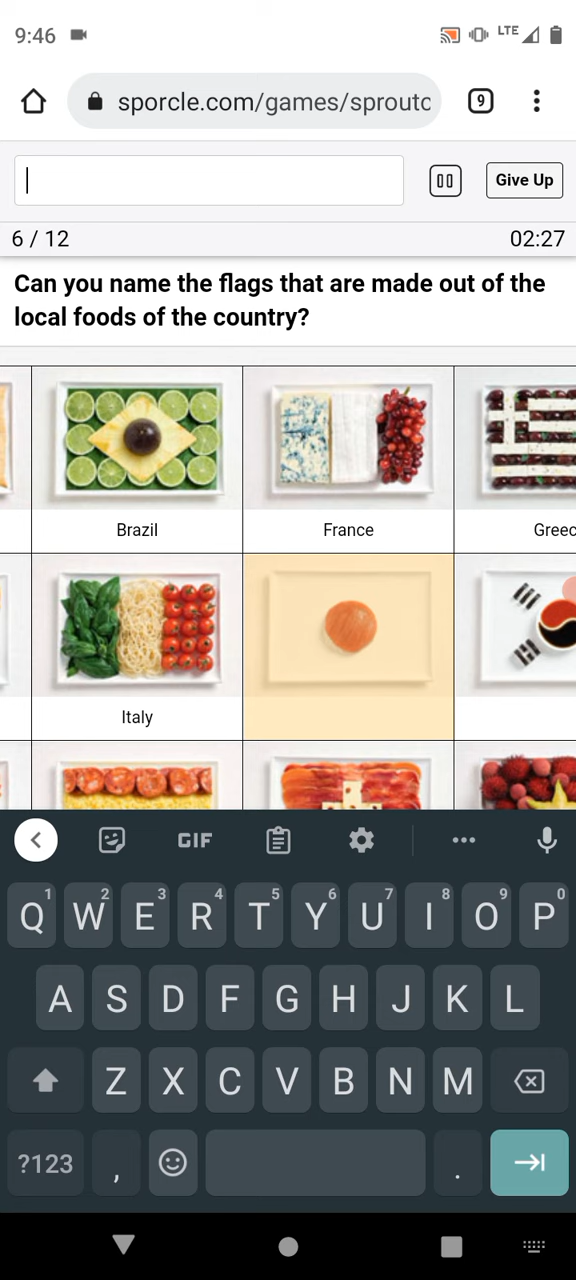 9:46
LTE
sporcle.com/games/sproutc
9
Give Up
6 / 12
02:27
Can you name the flags that are made out of the
local foods of the country?
Brazil
France
Greec
Italy
GIF
1 2 3 4 5 6 7 8 9 0
Q W E R T Y U I O P
A S D F G H J K L
Z X C V B N M
?123 , .